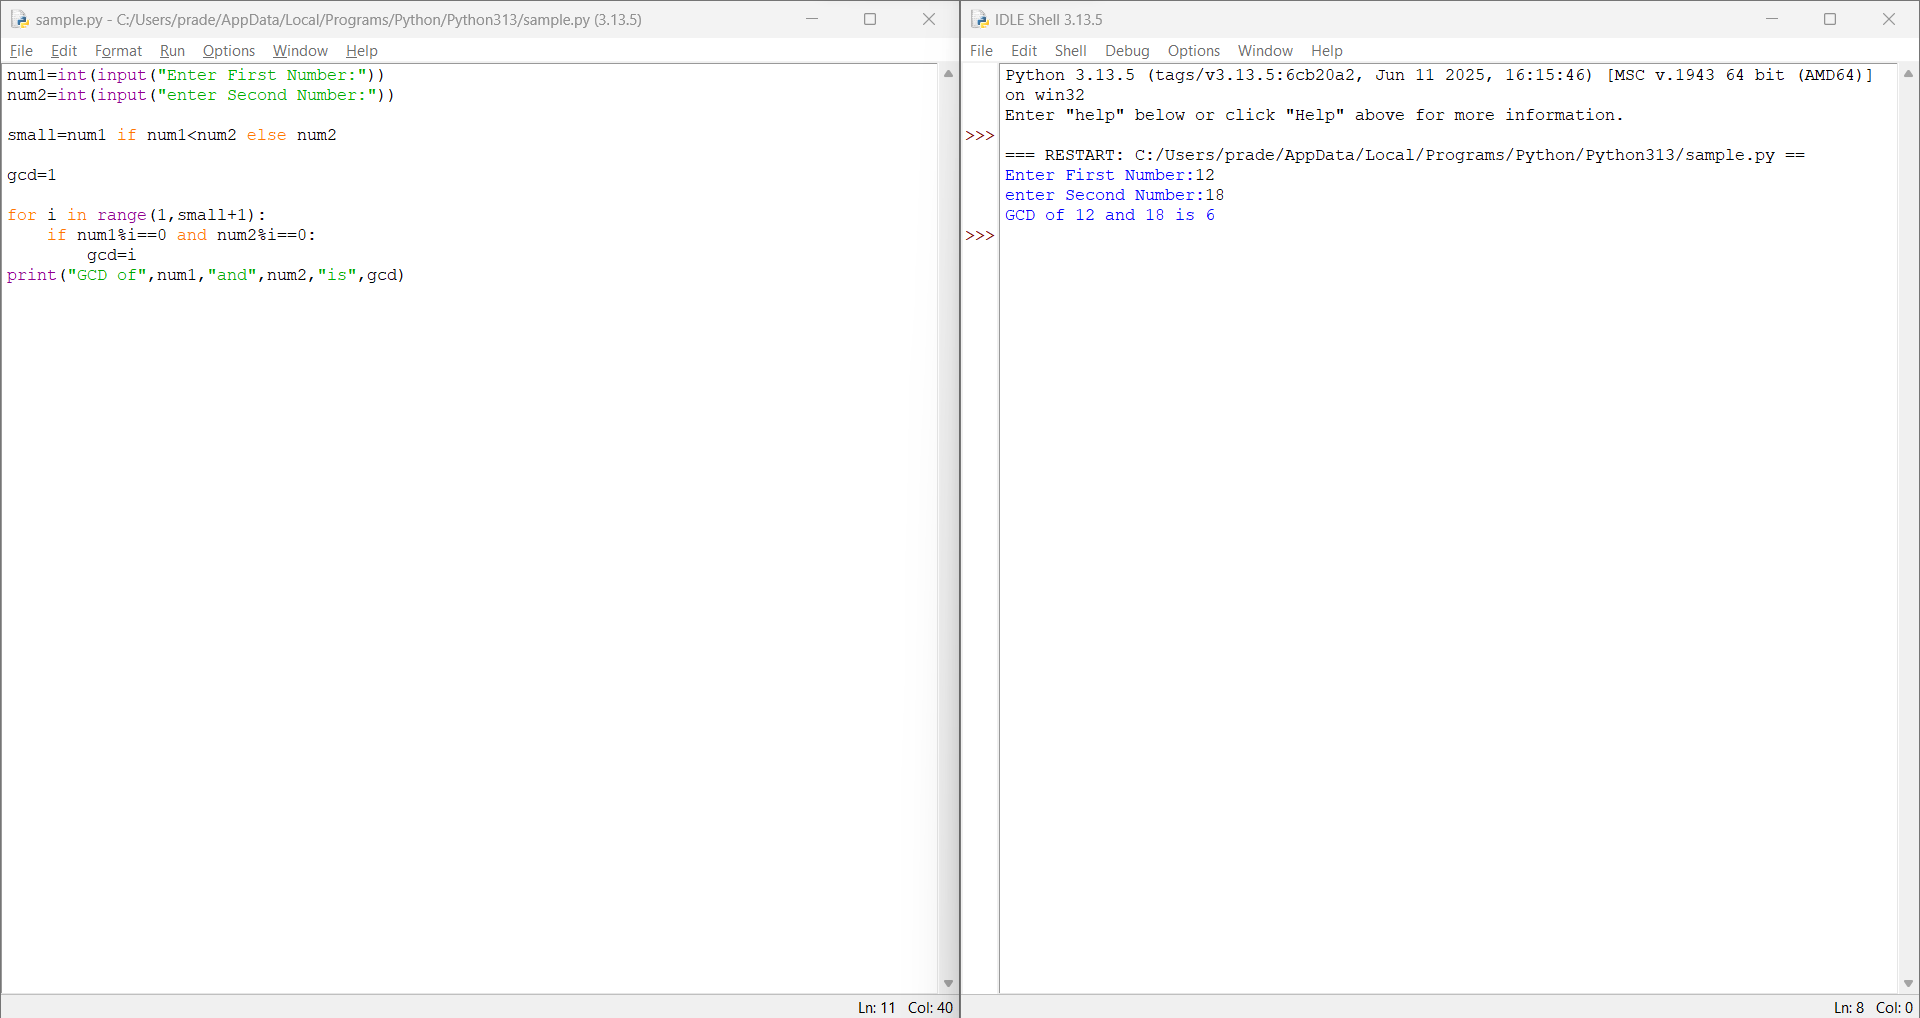 sample.py - C:/Users/prade/AppData/Local/Programs/Python/Python313/sample.py (3.13.5)
File Edit Format Run Options Window Help
num1=int(input("Enter First Number:"))
num2=int(input("enter Second Number:"))
small=num1 if num1<num2 else num2
gcd=1
for i in range(1,small+1):
    if num1%i==0 and num2%i==0:
        gcd=i
print("GCD of",num1,"and",num2,"is",gcd)
Ln: 11 Col: 40
IDLE Shell 3.13.5
File Edit Shell Debug Options Window Help
Python 3.13.5 (tags/v3.13.5:6cb20a2, Jun 11 2025, 16:15:46) [MSC v.1943 64 bit (AMD64)]
on win32
Enter "help" below or click "Help" above for more information.
>>>
=== RESTART: C:/Users/prade/AppData/Local/Programs/Python/Python313/sample.py ==
Enter First Number:12
enter Second Number:18
GCD of 12 and 18 is 6
>>>
Ln: 8 Col: 0